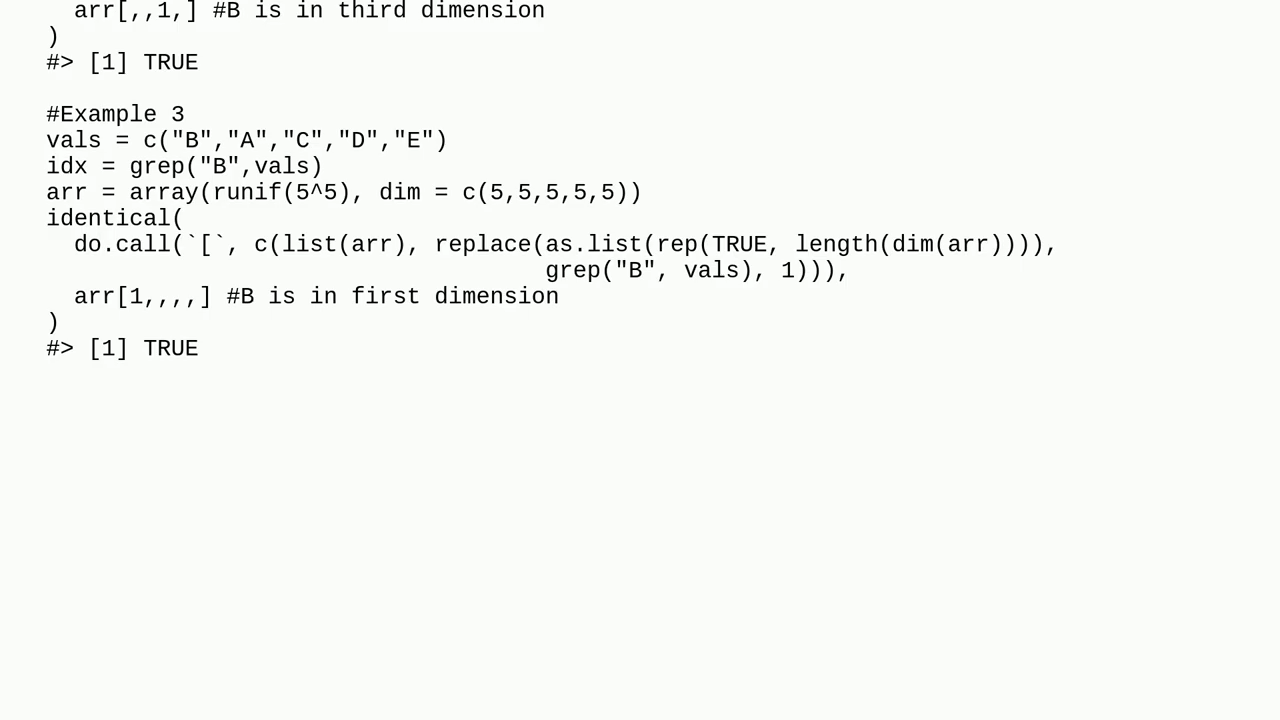 arr[,,1,] #B is in third dimension
)
#> [1] TRUE

#Example 3
vals = c("B","A","C","D","E")
idx = grep("B",vals)
arr = array(runif(5^5), dim = c(5,5,5,5,5))
identical(
  do.call(`[`, c(list(arr), replace(as.list(rep(TRUE, length(dim(arr)))),
                                    grep("B", vals), 1))),
  arr[1,,,,] #B is in first dimension
)
#> [1] TRUE